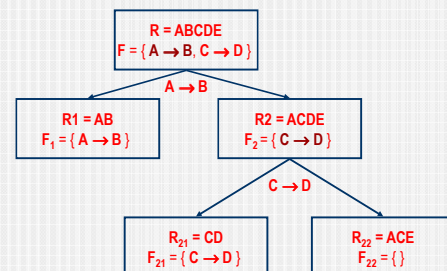 R = ABCDE
F = { A → B, C → D }
A → B
R1 = AB
F₁ = { A → B }
R2 = ACDE
F₂ = { C → D }
C → D
R₂₁ = CD
F₂₁ = { C → D }
R₂₂ = ACE
F₂₂ = { }